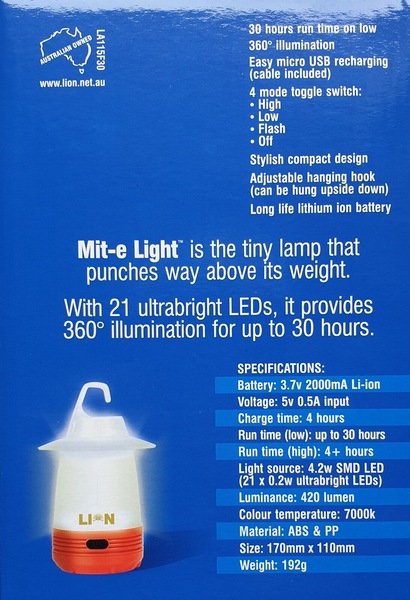 AUSTRALIAN OWNED
LA115F30
www.lion.net.au
30 hours run time on low
360° illumination
Easy micro USB recharging
(cable included)
4 mode toggle switch:
• High
• Low
• Flash
• Off
Stylish compact design
Adjustable hanging hook
(can be hung upside down)
Long life lithium ion battery
Mit-e Light™ is the tiny lamp that
punches way above its weight.
With 21 ultrabright LEDs, it provides
360° illumination for up to 30 hours.
SPECIFICATIONS:
Battery: 3.7v 2000mA Li-ion
Voltage: 5v 0.5A input
Charge time: 4 hours
Run time (low): up to 30 hours
Run time (high): 4+ hours
Light source: 4.2w SMD LED
(21 x 0.2w ultrabright LEDs)
Luminance: 420 lumen
Colour temperature: 7000k
Material: ABS & PP
Size: 170mm x 110mm
Weight: 192g
LION